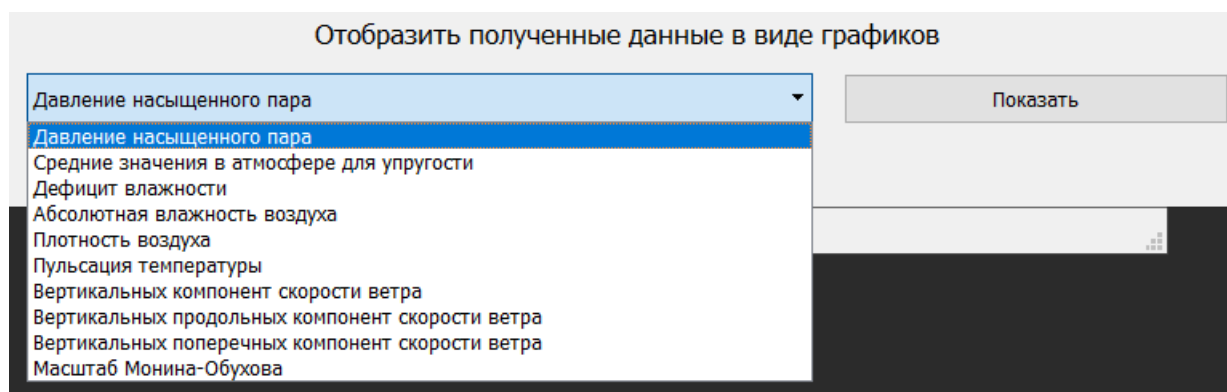 Отобразить полученные данные в виде графиков
Давление насыщенного пара
Показать
Давление насыщенного пара
Средние значения в атмосфере для упругости
Дефицит влажности
Абсолютная влажность воздуха
Плотность воздуха
Пульсация температуры
Вертикальных компонент скорости ветра
Вертикальных продольных компонент скорости ветра
Вертикальных поперечных компонент скорости ветра
Масштаб Монина-Обухова